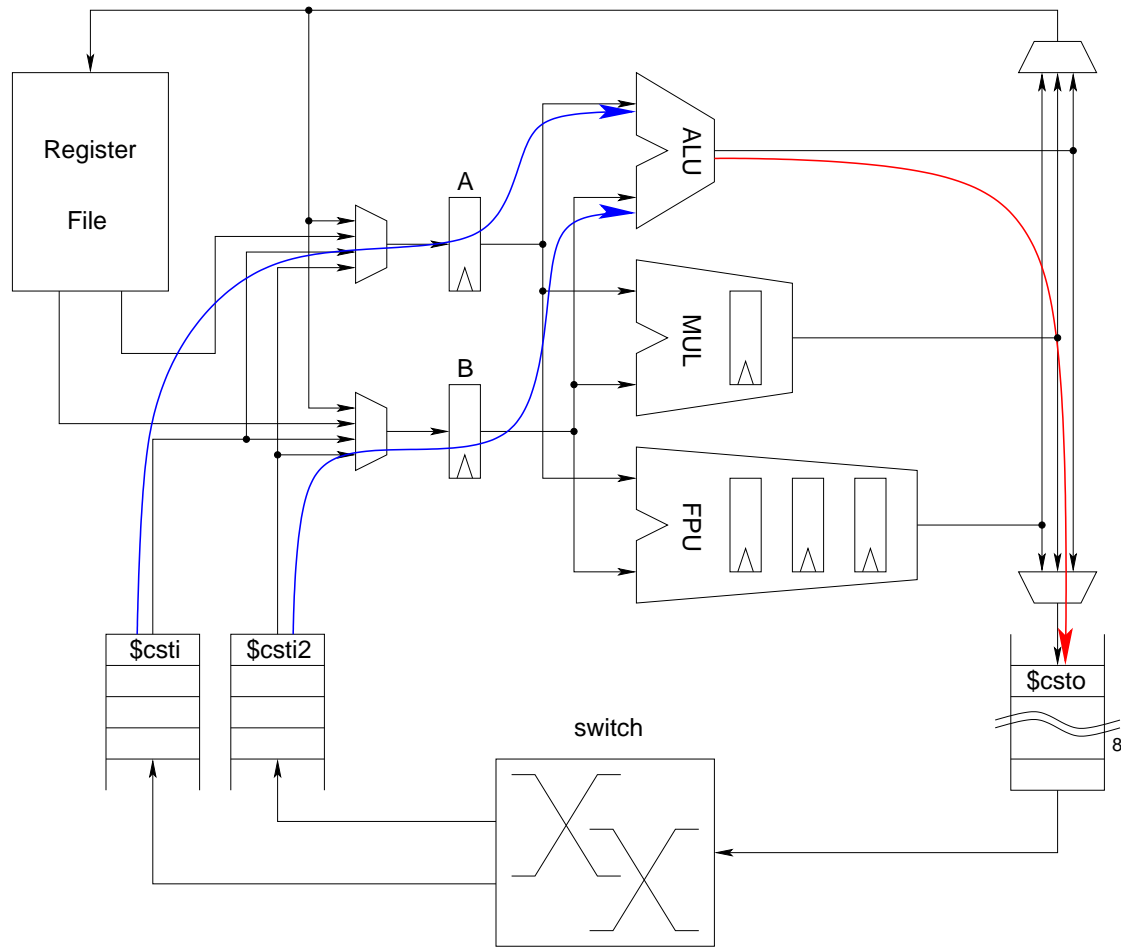 Register
File
A
ALU
MUL
B
FPU
$csti
$csti2
$csto
8
switch